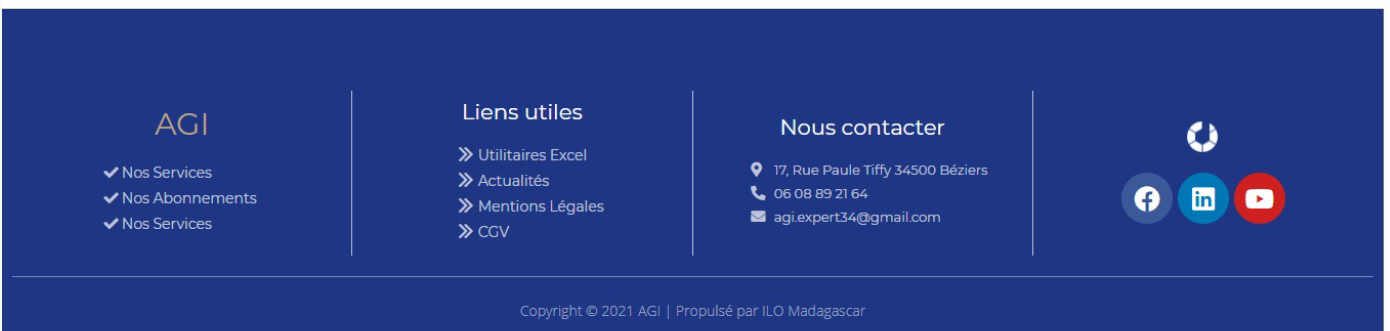 AGI
Nos Services
Nos Abonnements
Nos Services
Liens utiles
Utilitaires Excel
Actualités
Mentions Légales
CGV
Nous contacter
17, Rue Paule Tiffy 34500 Béziers
06 08 89 21 64
agi.expert34@gmail.com
Copyright © 2021 AGI | Propulsé par ILO Madagascar